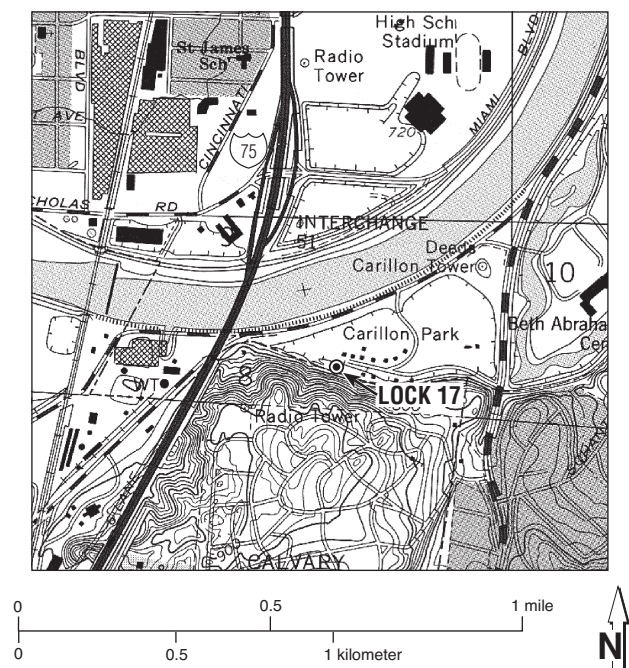 High Sch
Stadium
BLVD
St James
Sch
Radio
Tower
BLVD
CINCINNATI
MIAMI
T AVE
720
75
CHOLAS RD
INTERCHANGE
51
Deeds
Carillon Tower
10
Beth Abraha
Cen
Carillon Park
WT
LOCK 17
8
Radio Tower
CALVARY
0 0.5 1 mile
0 0.5 1 kilometer
N